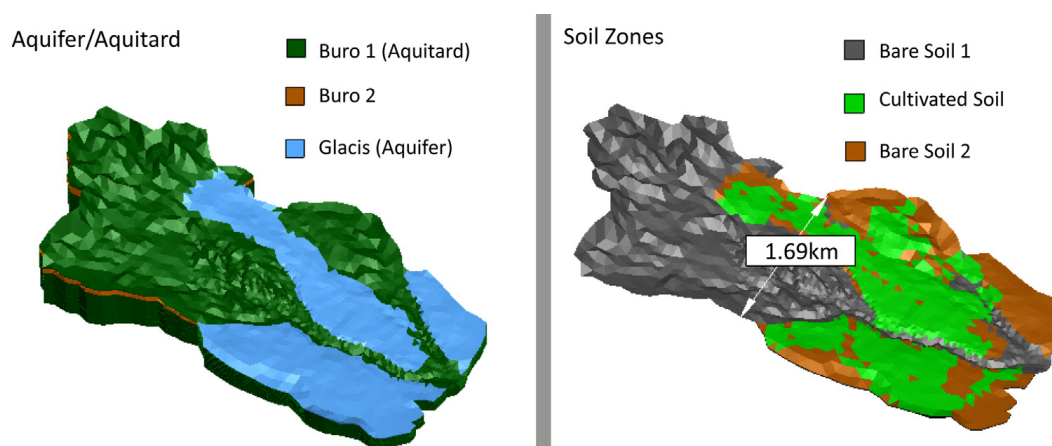 Aquifer/Aquitard
Buro 1 (Aquitard)
Buro 2
Glacis (Aquifer)
Soil Zones
Bare Soil 1
Cultivated Soil
Bare Soil 2
1.69km